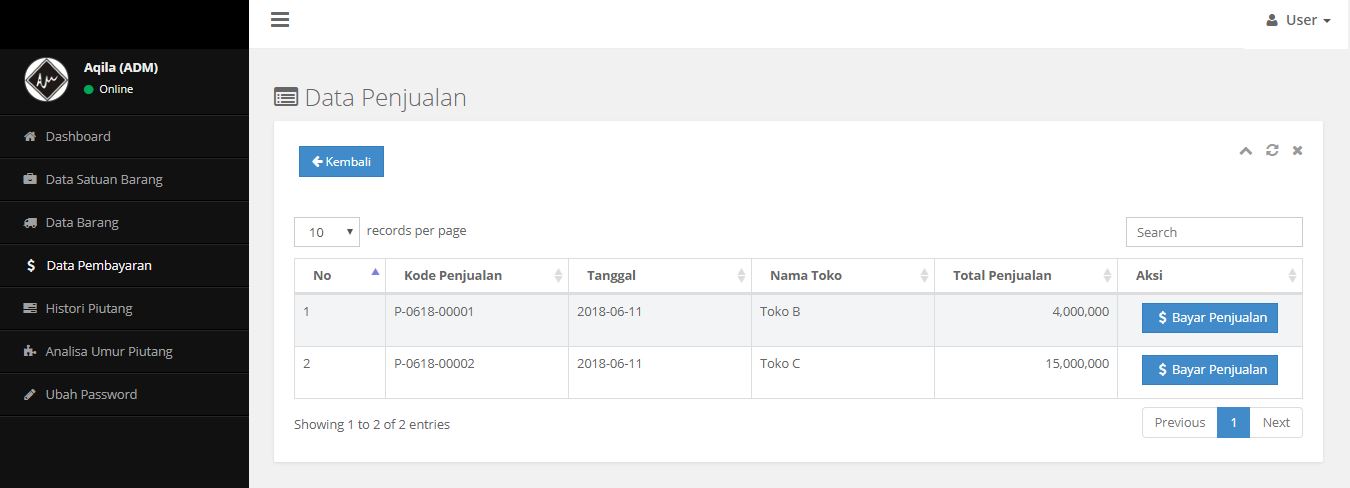 User
Aqila (ADM)
Online
Dashboard
Data Satuan Barang
Data Barang
$ Data Pembayaran
Histori Piutang
Analisa Umur Piutang
Ubah Password
Data Penjualan
Kembali
10 records per page
Search
No Kode Penjualan Tanggal Nama Toko Total Penjualan Aksi
1 P-0618-00001 2018-06-11 Toko B 4,000,000 $ Bayar Penjualan
2 P-0618-00002 2018-06-11 Toko C 15,000,000 $ Bayar Penjualan
Showing 1 to 2 of 2 entries
Previous 1 Next